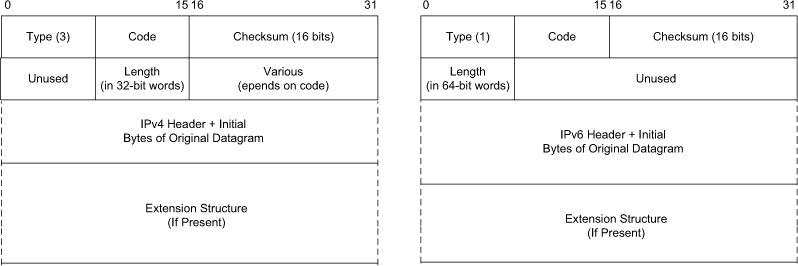 0 15 16 31
Type (3) Code Checksum (16 bits)
Unused Length (in 32-bit words) Various (epends on code)
IPv4 Header + Initial
Bytes of Original Datagram
Extension Structure
(If Present)
0 15 16 31
Type (1) Code Checksum (16 bits)
Length (in 64-bit words) Unused
IPv6 Header + Initial
Bytes of Original Datagram
Extension Structure
(If Present)